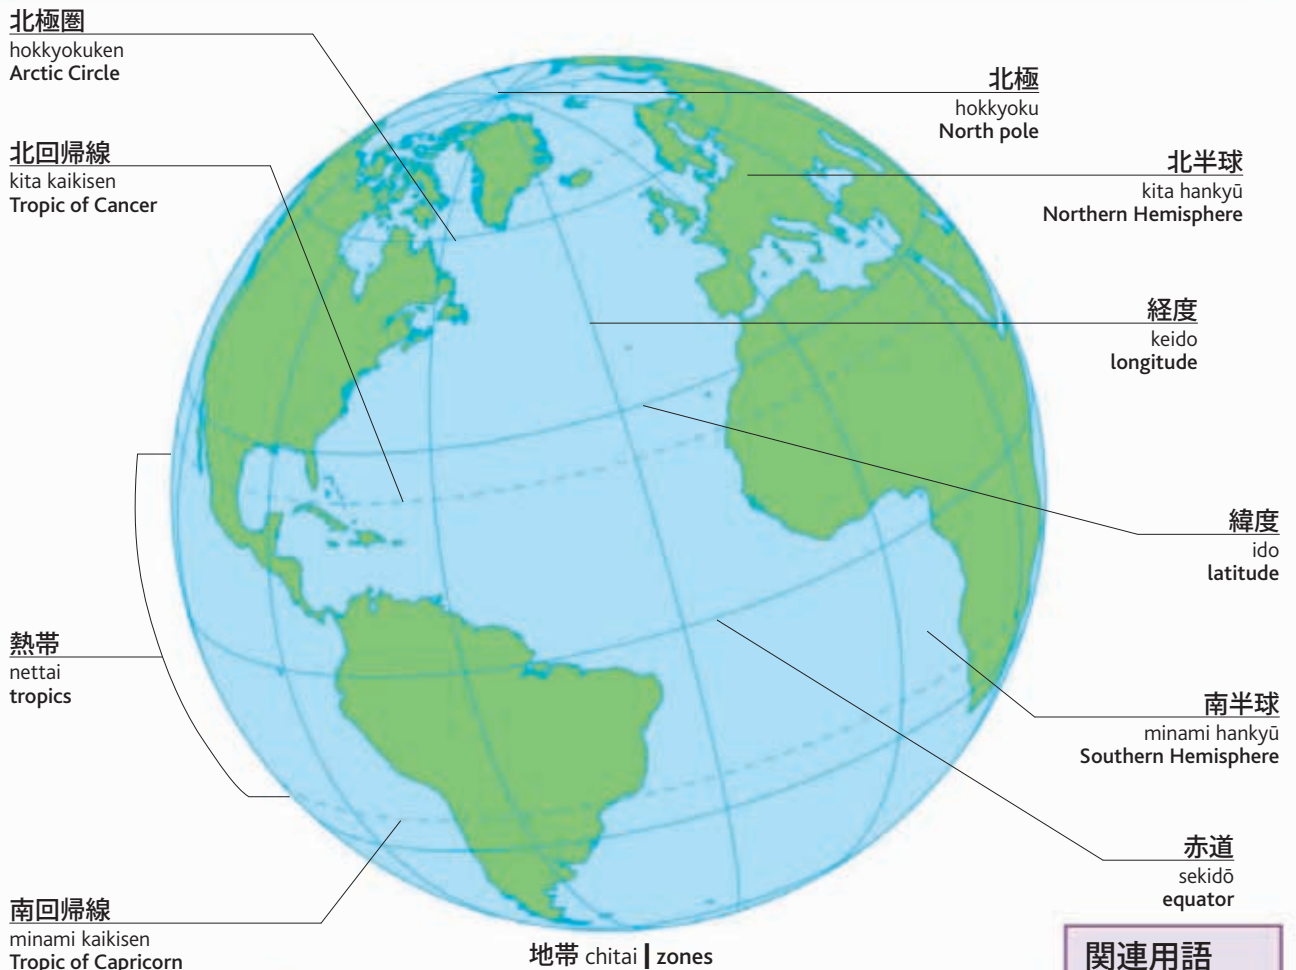 北極圏
hokkyokuken
Arctic Circle
北回帰線
kita kaikisen
Tropic of Cancer
熱帯
nettai
tropics
南回帰線
minami kaikisen
Tropic of Capricorn
北極
hokkyoku
North pole
北半球
kita hankyū
Northern Hemisphere
経度
keido
longitude
緯度
ido
latitude
南半球
minami hankyū
Southern Hemisphere
赤道
sekidō
equator
地帯 chitai | zones
関連用語